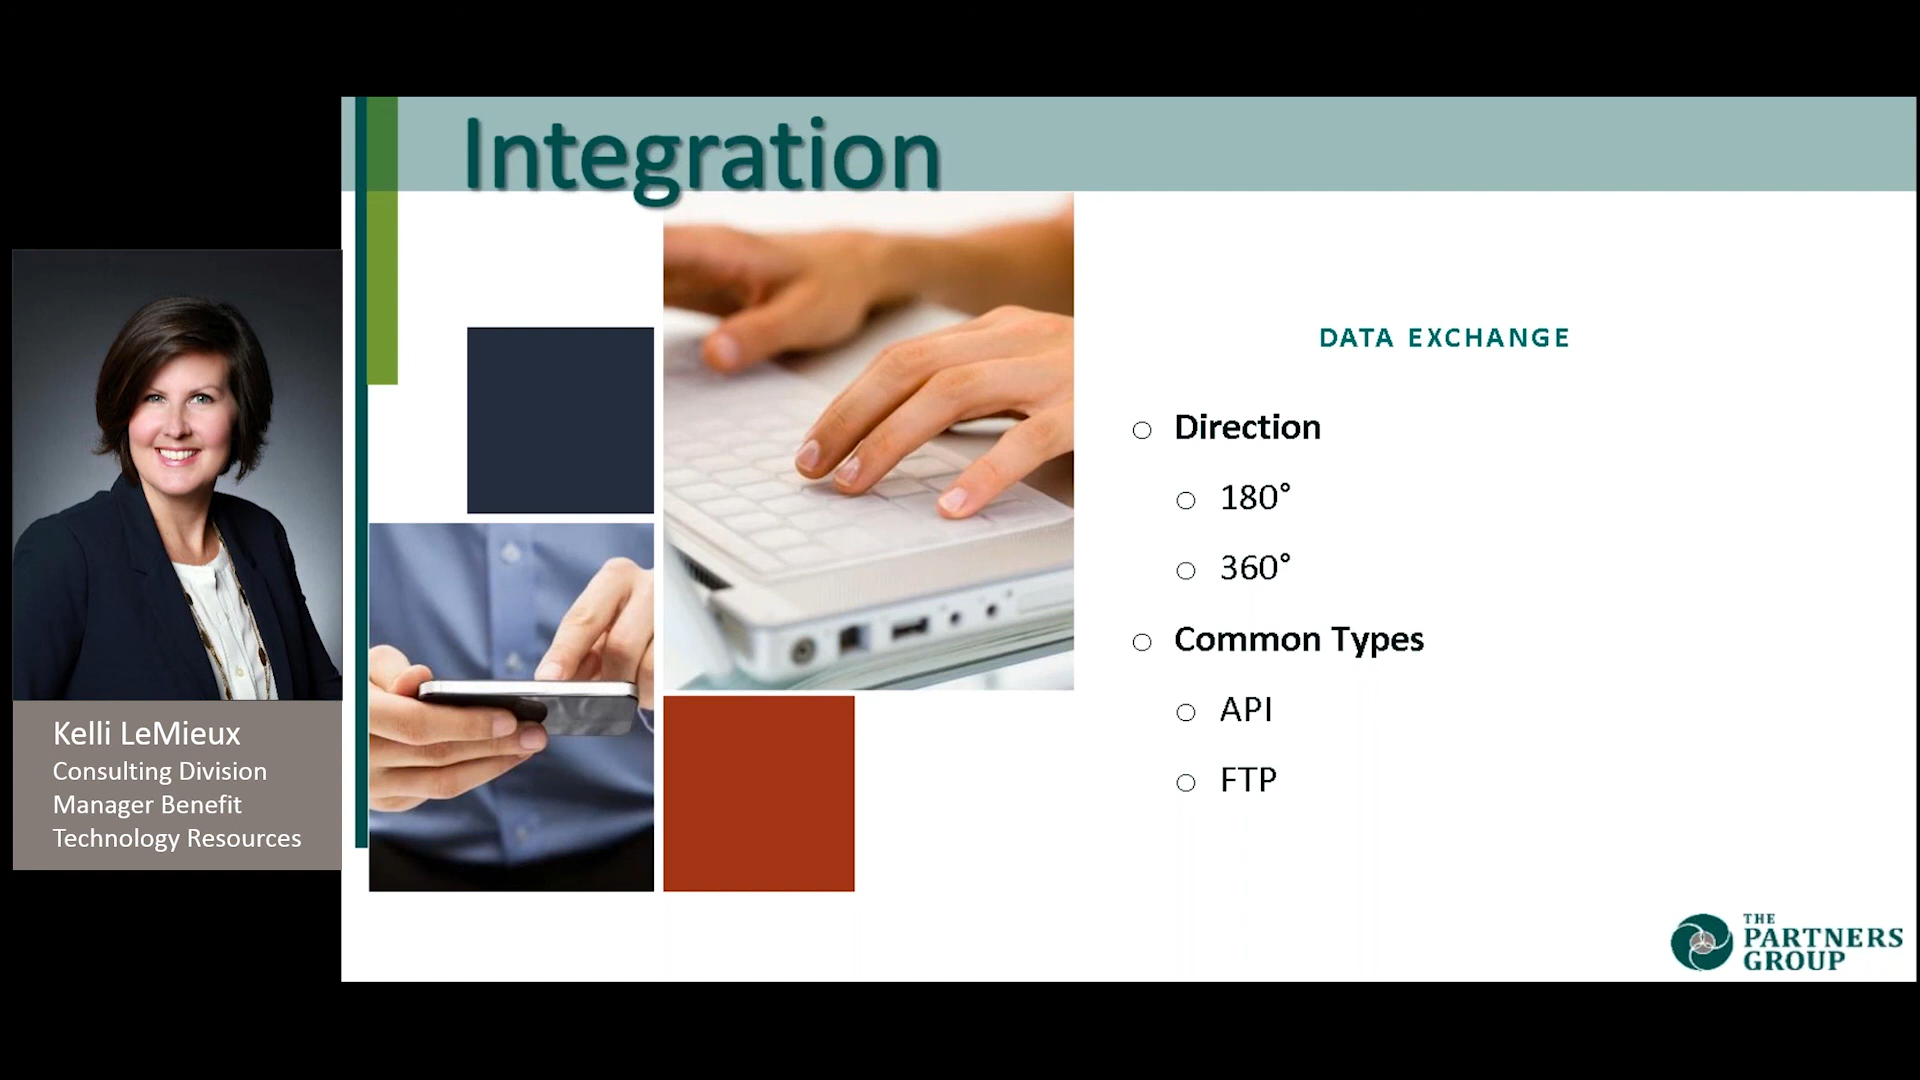 Integration
DATA EXCHANGE
○ Direction
○ 180°
○ 360°
○ Common Types
○ API
○ FTP
Kelli LeMieux
Consulting Division
Manager Benefit
Technology Resources
THE
PARTNERS
GROUP